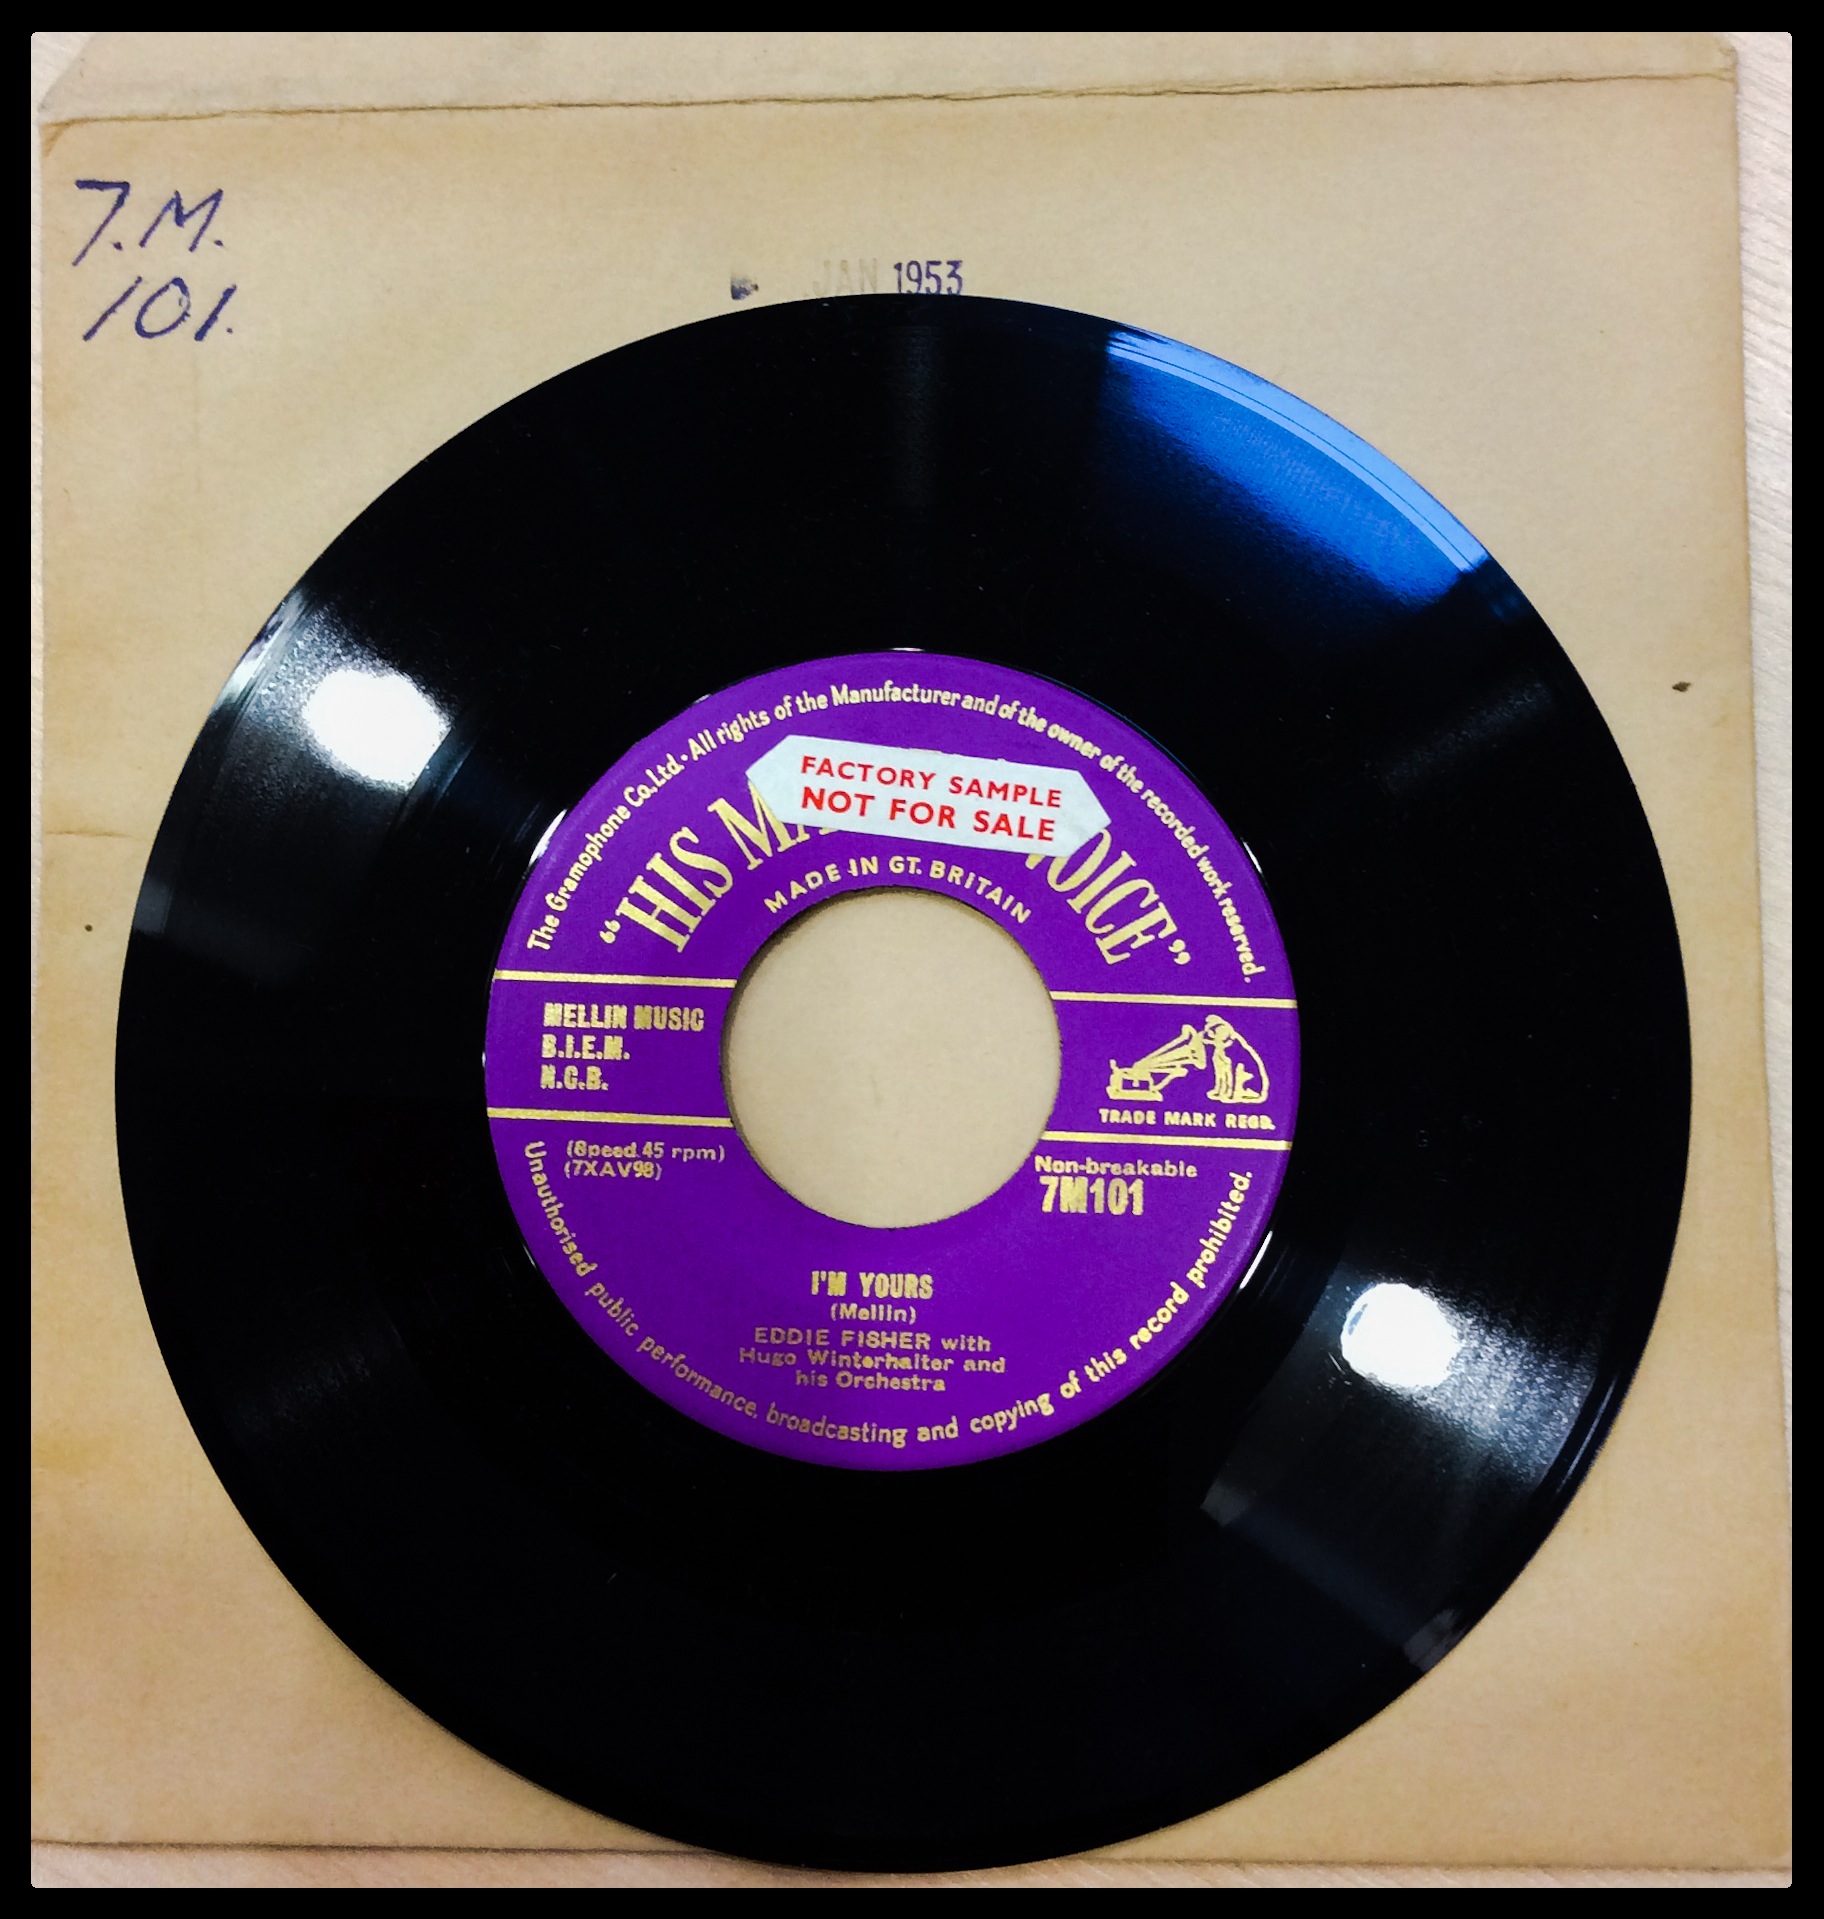 7.M.
101.
JAN 1953
The Gramophone Co. Ltd. · All rights of the Manufacturer and of the owner of the recorded work reserved.
FACTORY SAMPLE
NOT FOR SALE
"HIS VOICE"
MADE IN GT. BRITAIN
MELLIN MUSIC
B.I.E.M.
N.C.B.
TRADE MARK REGD.
(Speed 45 rpm)
(7XAV98)
Non-breakable
7M101
I'M YOURS
(Mellin)
EDDIE FISHER with
Hugo Winterhalter and
his Orchestra
Unauthorised public performance, broadcasting and copying of this record prohibited.